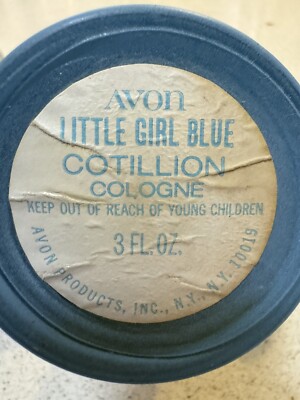 AVON
LITTLE GIRL BLUE
COTILLION
COLOGNE
KEEP OUT OF REACH OF YOUNG CHILDREN
3 FL. OZ.
AVON PRODUCTS, INC., N.Y., N.Y. 10019